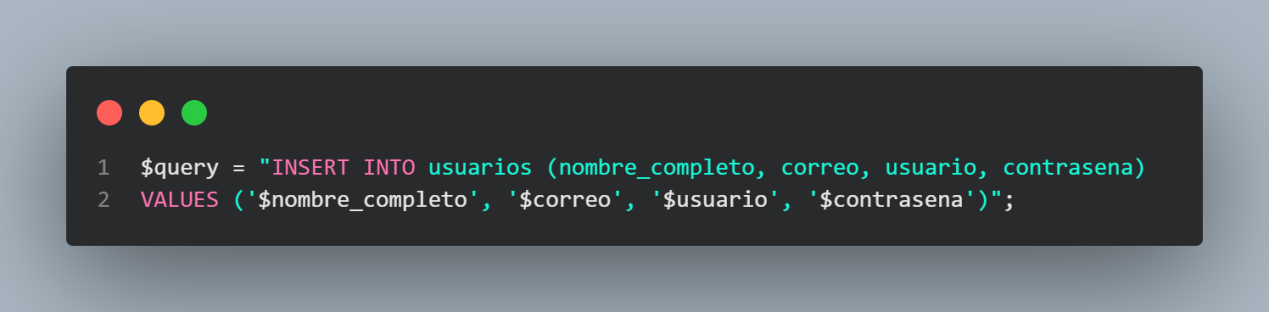 1 $query = "INSERT INTO usuarios (nombre_completo, correo, usuario, contrasena)
2 VALUES ('$nombre_completo', '$correo', '$usuario', '$contrasena')";